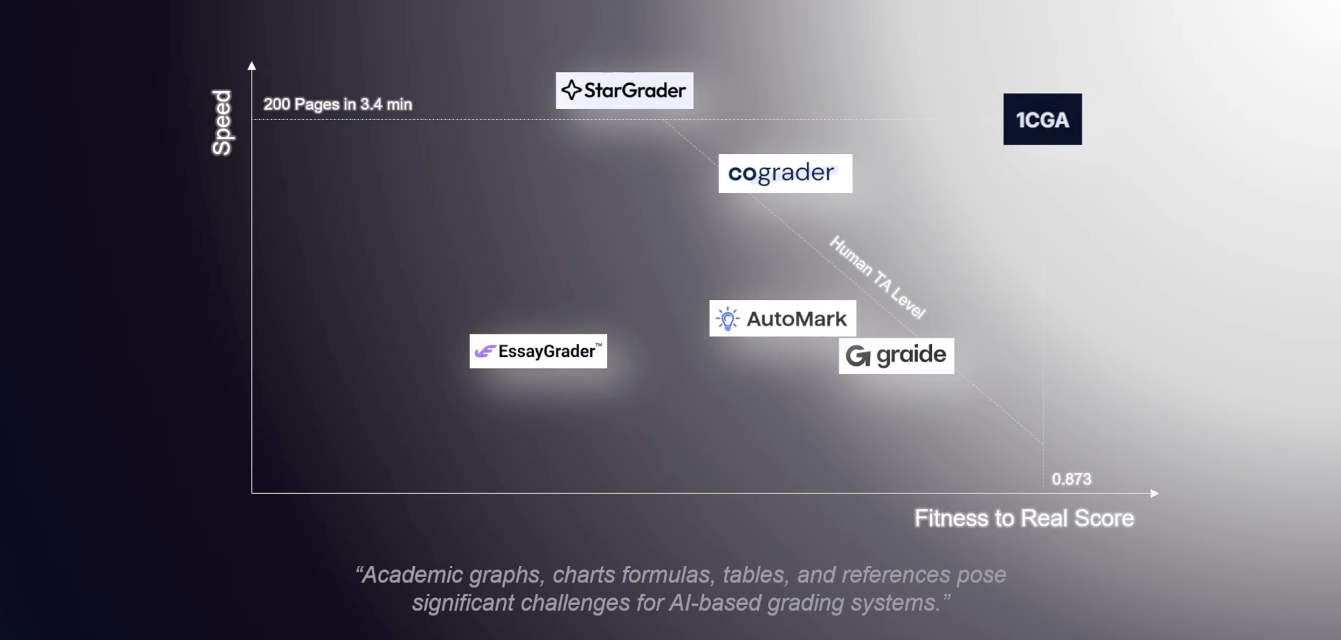 StarGrader
200 Pages in 3.4 min
1CGA
Speed
cograder
Human TA Level
AutoMark
EssayGrader™
graide
0.873
Fitness to Real Score
“Academic graphs, charts formulas, tables, and references pose
significant challenges for AI-based grading systems.”